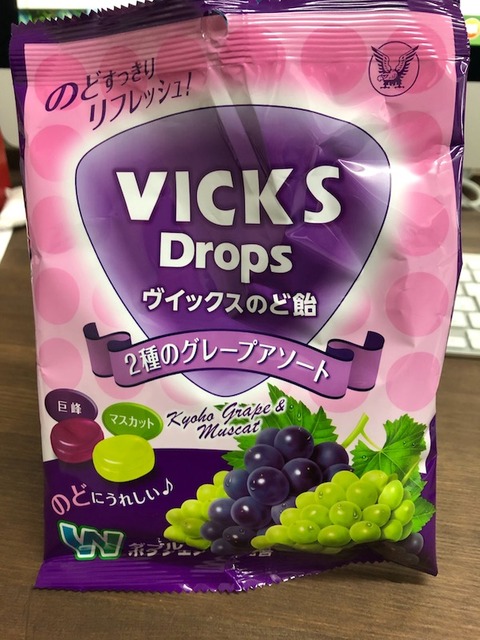 のどすっきり
リフレッシュ!
VICKS
Drops
ヴイックスのど飴
2種のグレープアソート
巨峰
マスカット
Kyoho Grape &
Muscat
のどにうれしい♪